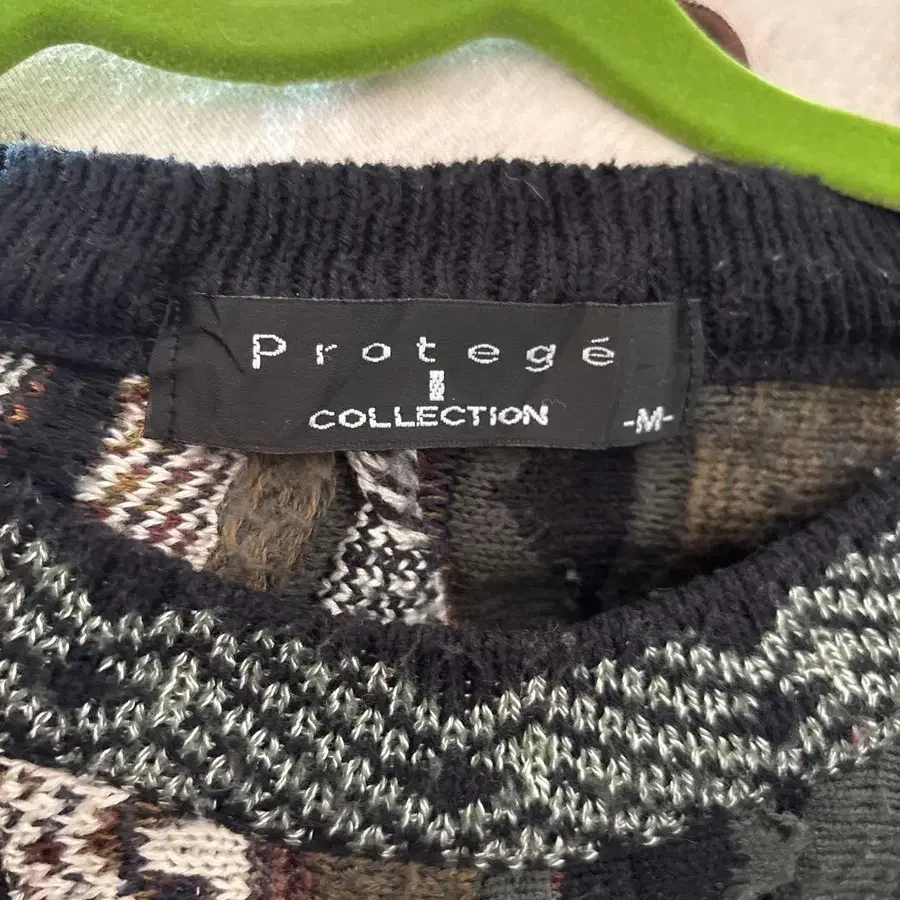 Protegé
COLLECTION
-M-